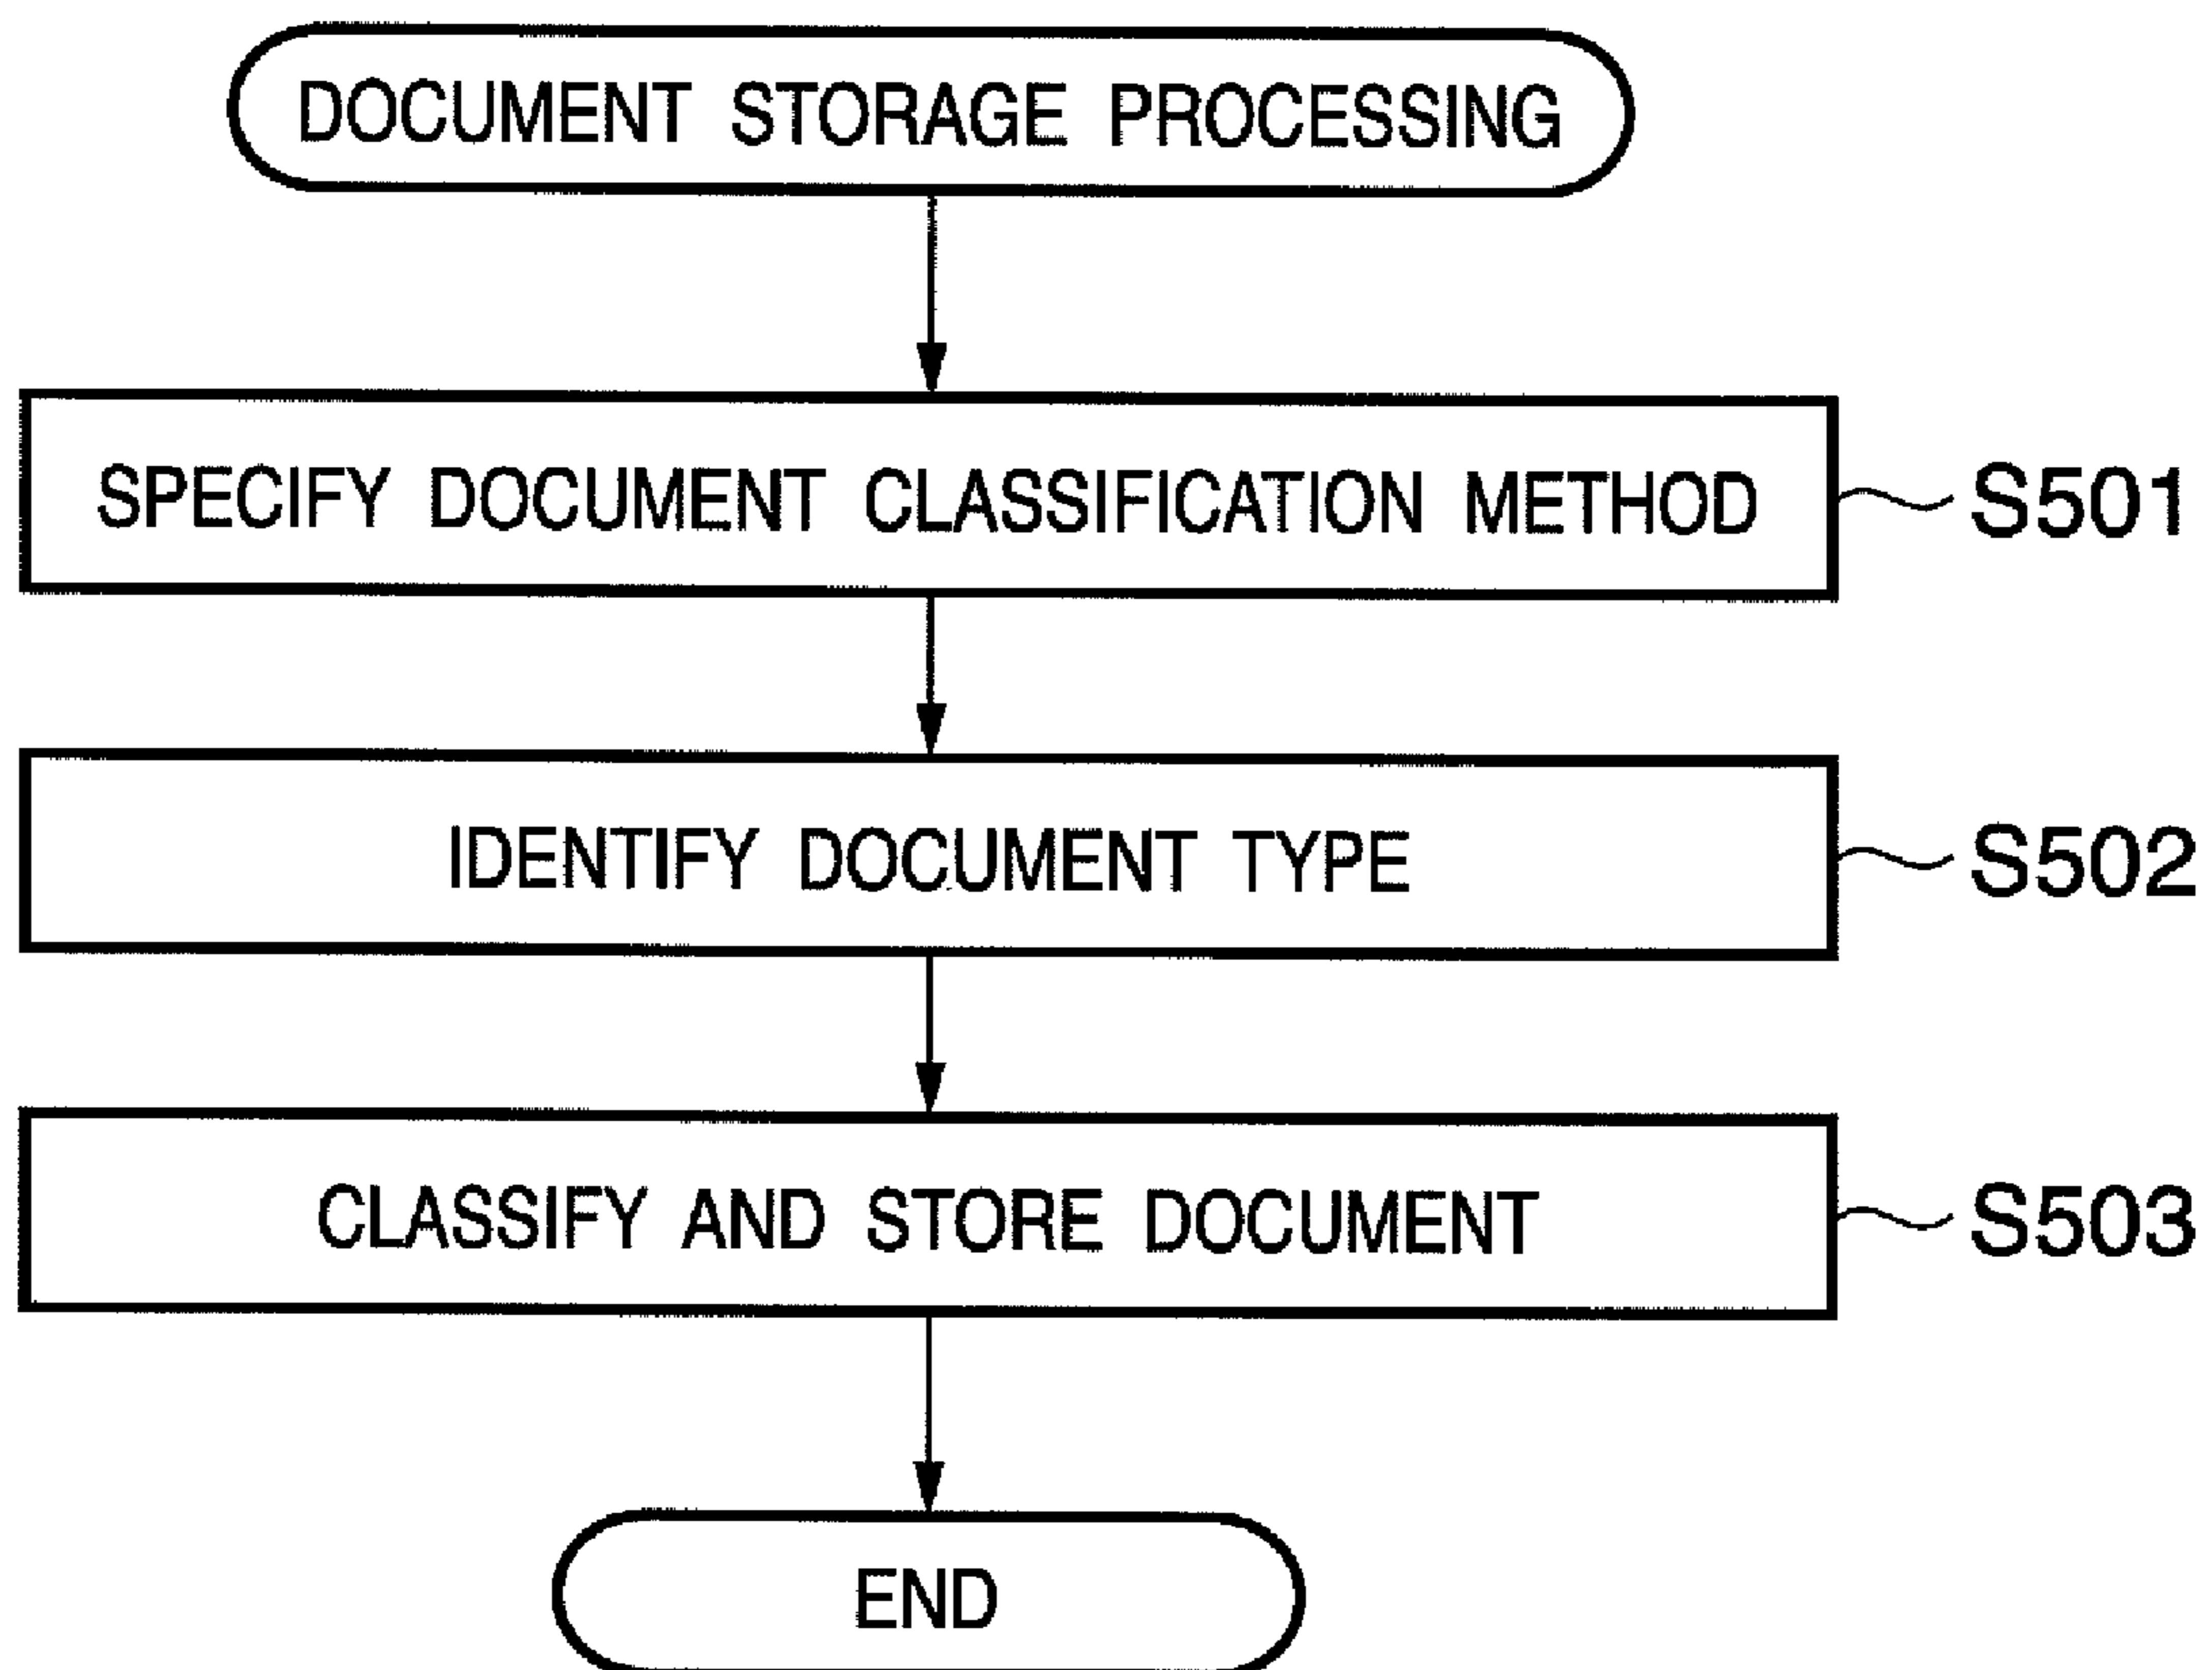 DOCUMENT STORAGE PROCESSING
SPECIFY DOCUMENT CLASSIFICATION METHOD
S501
IDENTIFY DOCUMENT TYPE
S502
CLASSIFY AND STORE DOCUMENT
S503
END